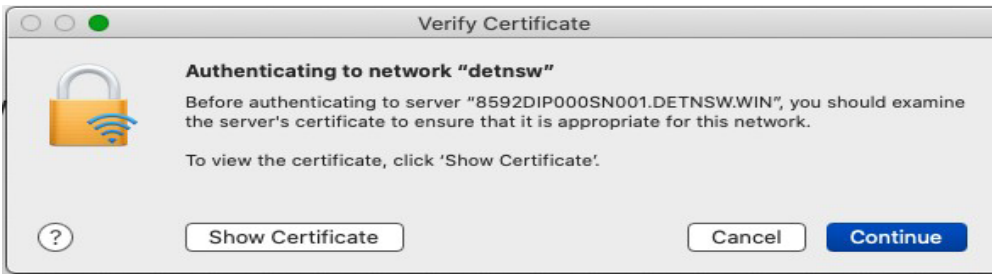 Verify Certificate
Authenticating to network “detnsw”
Before authenticating to server “8592DIP000SN001.DETNSW.WIN”, you should examine
the server's certificate to ensure that it is appropriate for this network.
To view the certificate, click ‘Show Certificate’.
?
Show Certificate
Cancel
Continue